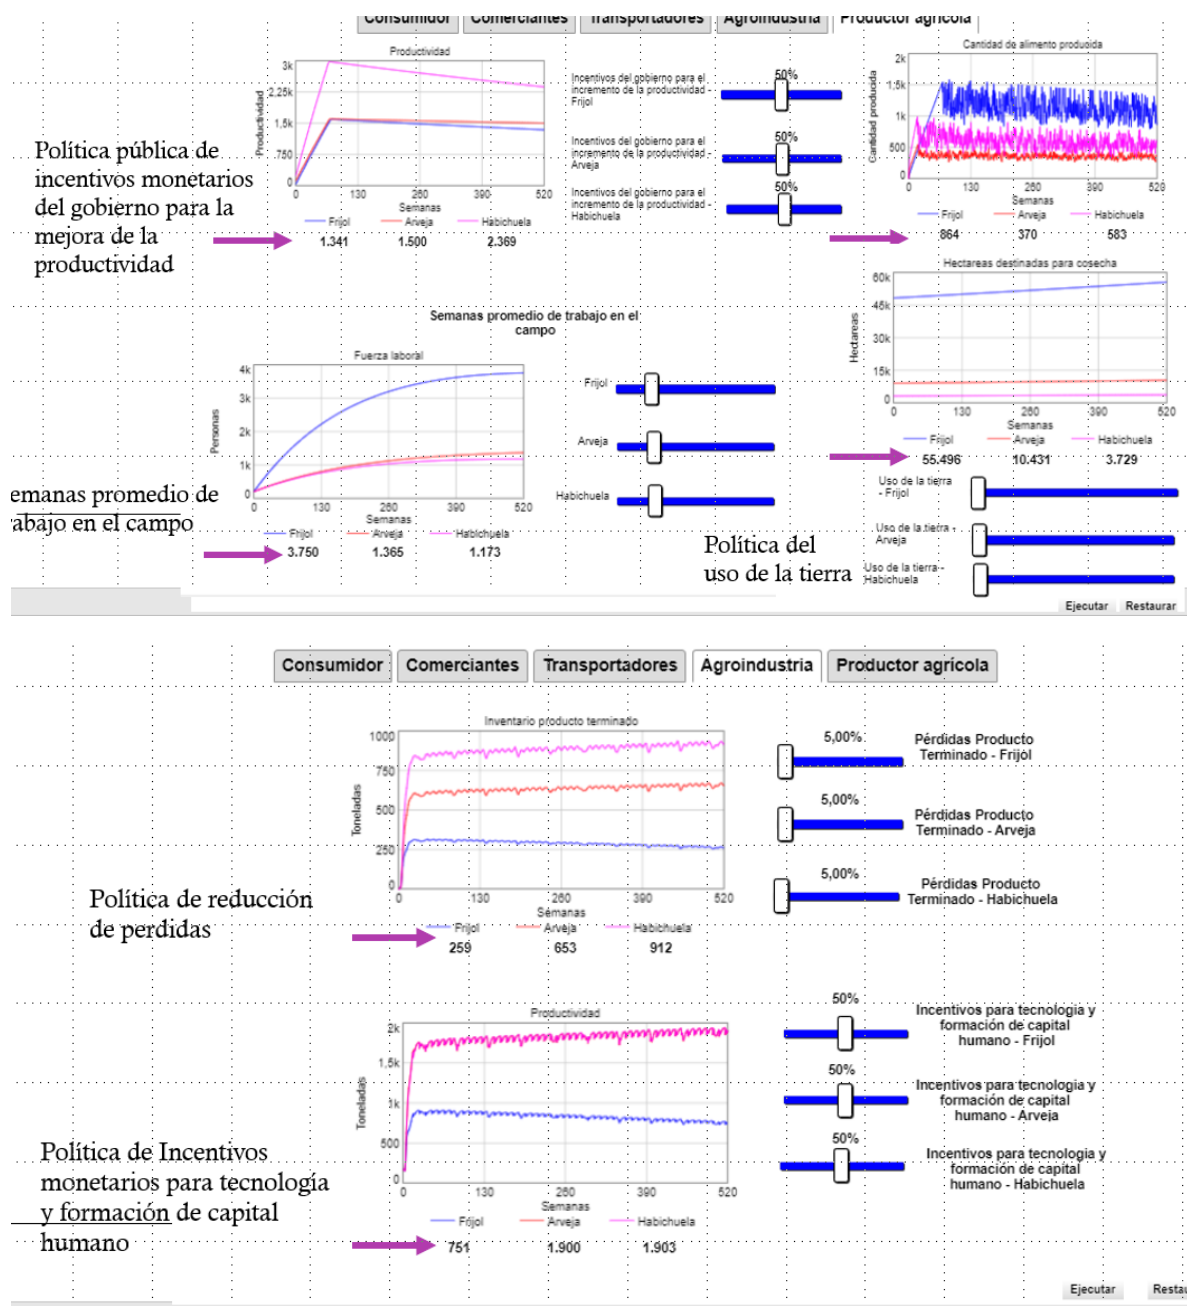 Consumidor Comerciantes Transportadores Agroindustria Productor agrícola
Productividad
3k
2,25k
1,5k
750
0
Productividad
0 130 260 390 520
Semanas
Frijol Arveja Habichuela
1.341 1.500 2.369
Política pública de
incentivos monetarios
del gobierno para la
mejora de la
productividad
Incentivos del gobierno para el
incremento de la productividad -
Frijol
50%
Incentivos del gobierno para el
incremento de la productividad -
Arveja
50%
Incentivos del gobierno para el
incremento de la productividad -
Habichuela
50%
Cantidad de alimento producida
2k
1,5k
1k
500
0
Cantidad producida
0 130 260 390 520
Semanas
Frijol Arveja Habichuela
864 370 583
Hectareas destinadas para cosecha
60k
45k
30k
15k
0
Hectareas
0 130 260 390 520
Semanas
Frijol Arveja Habichuela
55.496 10.431 3.729
Semanas promedio de trabajo en el
campo
Fuerza laboral
4k
3k
2k
1k
0
Personas
0 130 260 390 520
Semanas
Frijol Arveja Habichuela
3.750 1.365 1.173
emanas promedio de
rabajo en el campo
Frijol
Arveja
Habichuela
Política del
uso de la tierra
Uso de la tierra
- Frijol
Uso de la tierra -
Arveja
Uso de la tierra -
Habichuela
Ejecutar Restaurar
Consumidor Comerciantes Transportadores Agroindustria Productor agrícola
Inventario producto terminado
1000
750
500
250
0
Toneladas
0 130 260 390 520
Semanas
Frijol Arveja Habichuela
259 653 912
Política de reducción
de perdidas
5,00%
Pérdidas Producto
Terminado - Frijol
5,00%
Pérdidas Producto
Terminado - Arveja
5,00%
Pérdidas Producto
Terminado - Habichuela
Productividad
2k
1,5k
1k
500
0
Toneladas
0 130 260 390 520
Semanas
Frijol Arveja Habichuela
751 1.900 1.903
Política de Incentivos
monetarios para tecnología
y formación de capital
humano
50%
Incentivos para tecnologia y
formación de capital
humano - Frijol
50%
Incentivos para tecnologia y
formación de capital
humano - Arveja
50%
Incentivos para tecnologia y
formación de capital
humano - Habichuela
Ejecutar Restau